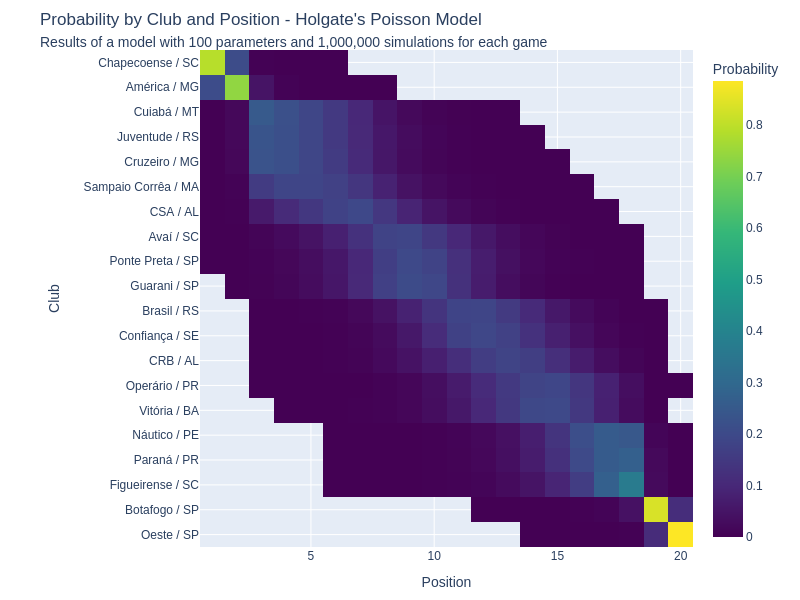 Probability by Club and Position - Holgate's Poisson Model
Results of a model with 100 parameters and 1,000,000 simulations for each game
Probability
Chapecoense / SC
América / MG
Cuiabá / MT
Juventude / RS
Cruzeiro / MG
Sampaio Corrêa / MA
CSA / AL
Avaí / SC
Ponte Preta / SP
Guarani / SP
Brasil / RS
Confiança / SE
CRB / AL
Operário / PR
Vitória / BA
Náutico / PE
Paraná / PR
Figueirense / SC
Botafogo / SP
Oeste / SP
Club
5 10 15 20
Position
0.8
0.7
0.6
0.5
0.4
0.3
0.2
0.1
0